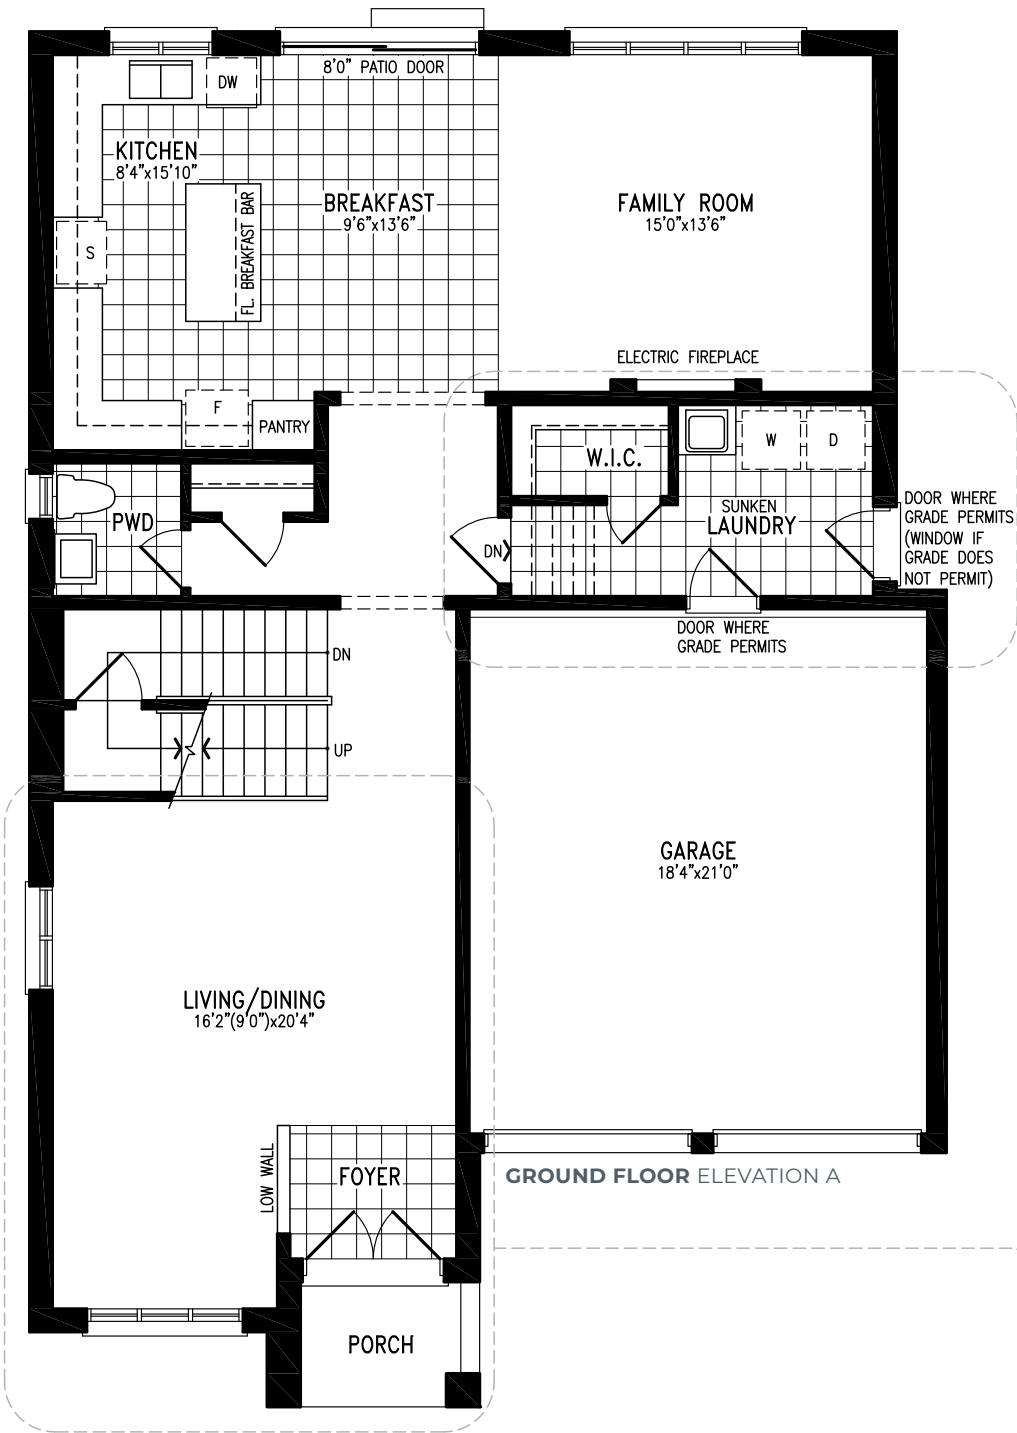 8'0" PATIO DOOR
DW
KITCHEN
8'4"x15'10"
BREAKFAST
9'6"x13'6"
FAMILY ROOM
15'0"x13'6"
FL. BREAKFAST BAR
S
ELECTRIC FIREPLACE
F
PANTRY
W.I.C.
W
D
PWD
SUNKEN
LAUNDRY
DN
DOOR WHERE
GRADE PERMITS
(WINDOW IF
GRADE DOES
NOT PERMIT)
DOOR WHERE
GRADE PERMITS
DN
UP
GARAGE
18'4"x21'0"
LIVING/DINING
16'2"(9'0")x20'4"
LOW WALL
FOYER
GROUND FLOOR ELEVATION A
PORCH